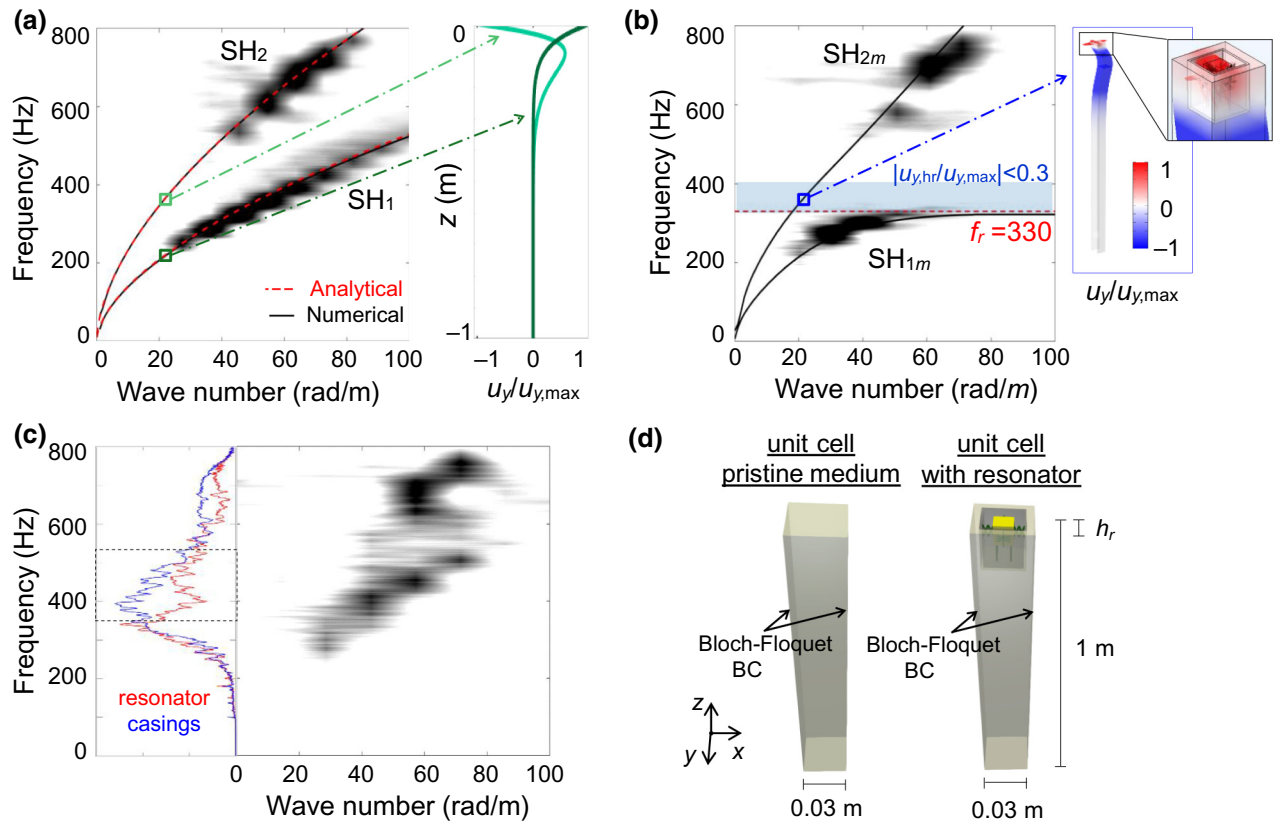 (a)
800
600
400
200
0
Frequency (Hz)
SH2
SH1
Analytical
Numerical
0 20 40 60 80 100
Wave number (rad/m)
0
z (m)
−1
−1 0 1
uy/uy,max
(b)
800
600
400
200
0
Frequency (Hz)
SH2m
|uy,hr/uy,max|<0.3
fr =330
SH1m
0 20 40 60 80 100
Wave number (rad/m)
1
0
−1
uy/uy,max
(c)
800
600
400
200
0
Frequency (Hz)
resonator
casings
0 20 40 60 80 100
Wave number (rad/m)
(d)
unit cell
pristine medium
unit cell
with resonator
hr
Bloch-Floquet
BC
Bloch-Floquet
BC
1 m
z
x
y
0.03 m
0.03 m